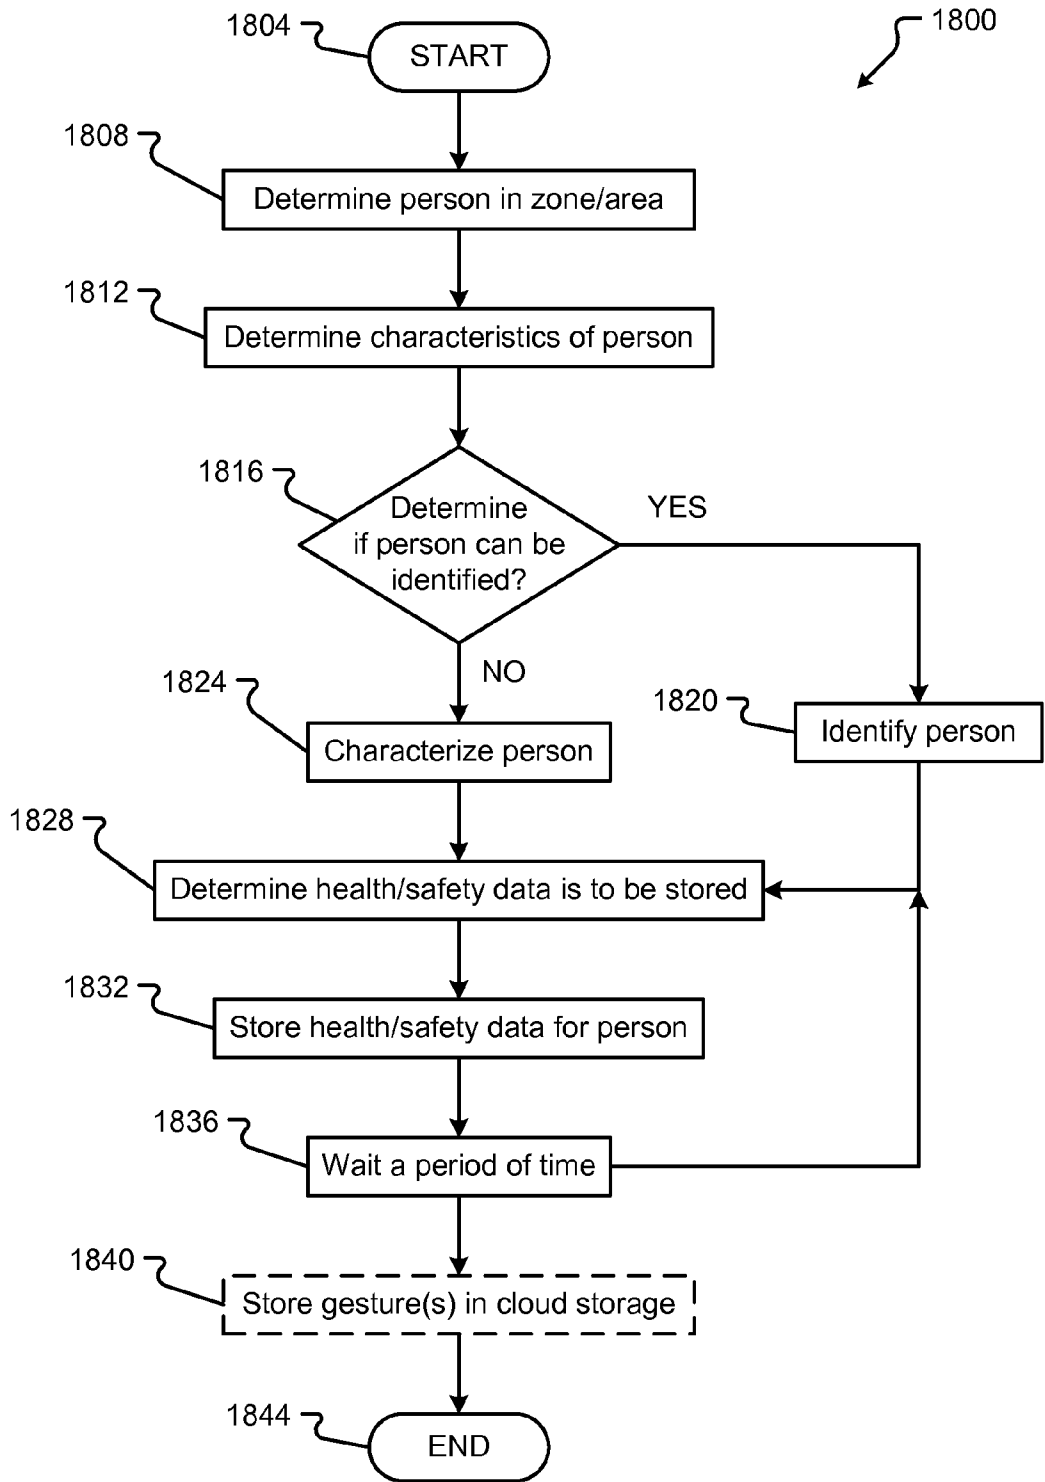 1804
START
1800
1808
Determine person in zone/area
1812
Determine characteristics of person
1816
Determine
if person can be
identified?
YES
NO
1824
Characterize person
1820
Identify person
1828
Determine health/safety data is to be stored
1832
Store health/safety data for person
1836
Wait a period of time
1840
Store gesture(s) in cloud storage
1844
END